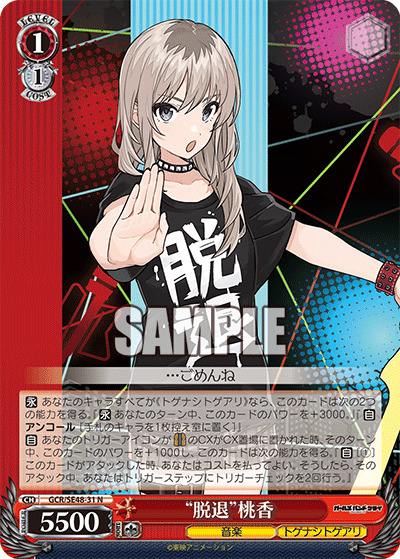 LEVEL
1
1
COST
脱退
SAMPLE
…ごめんね
永 あなたのキャラすべてが《トゲナシトゲアリ》なら、このカードは次の2つ
の能力を得る。『永 あなたのターン中、このカードのパワーを+3000。』『自
アンコール [手札のキャラを1枚控え室に置く]』
自 あなたのトリガーアイコンが のCXがCX置場に置かれた時、そのターン
中、このカードのパワーを+1000し、このカードは次の能力を得る。『自
このカードがアタックした時、あなたはコストを払ってよい。そうしたら、そのア
タック中、あなたはトリガーステップにトリガーチェックを2回行う。』
CH GCR/SE48-31 N
“脱退”桃香
ガールズバンドクライ
5500
音楽
トゲナシトゲアリ
©東映アニメーション